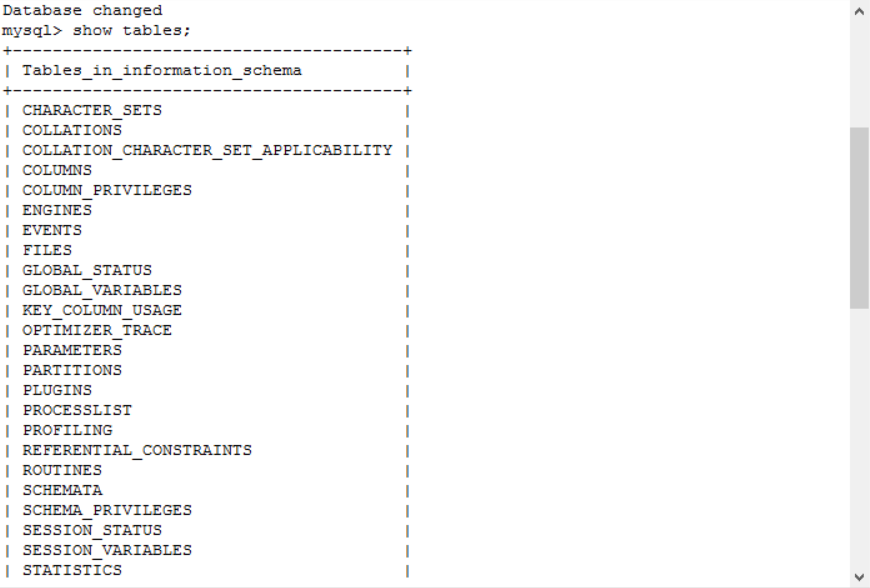 Database changed
mysql> show tables;
+---------------------------------------+
| Tables_in_information_schema          |
+---------------------------------------+
| CHARACTER_SETS                        |
| COLLATIONS                            |
| COLLATION_CHARACTER_SET_APPLICABILITY |
| COLUMNS                               |
| COLUMN_PRIVILEGES                     |
| ENGINES                               |
| EVENTS                                |
| FILES                                 |
| GLOBAL_STATUS                         |
| GLOBAL_VARIABLES                      |
| KEY_COLUMN_USAGE                      |
| OPTIMIZER_TRACE                       |
| PARAMETERS                            |
| PARTITIONS                            |
| PLUGINS                               |
| PROCESSLIST                           |
| PROFILING                             |
| REFERENTIAL_CONSTRAINTS               |
| ROUTINES                              |
| SCHEMATA                              |
| SCHEMA_PRIVILEGES                     |
| SESSION_STATUS                        |
| SESSION_VARIABLES                     |
| STATISTICS                            |